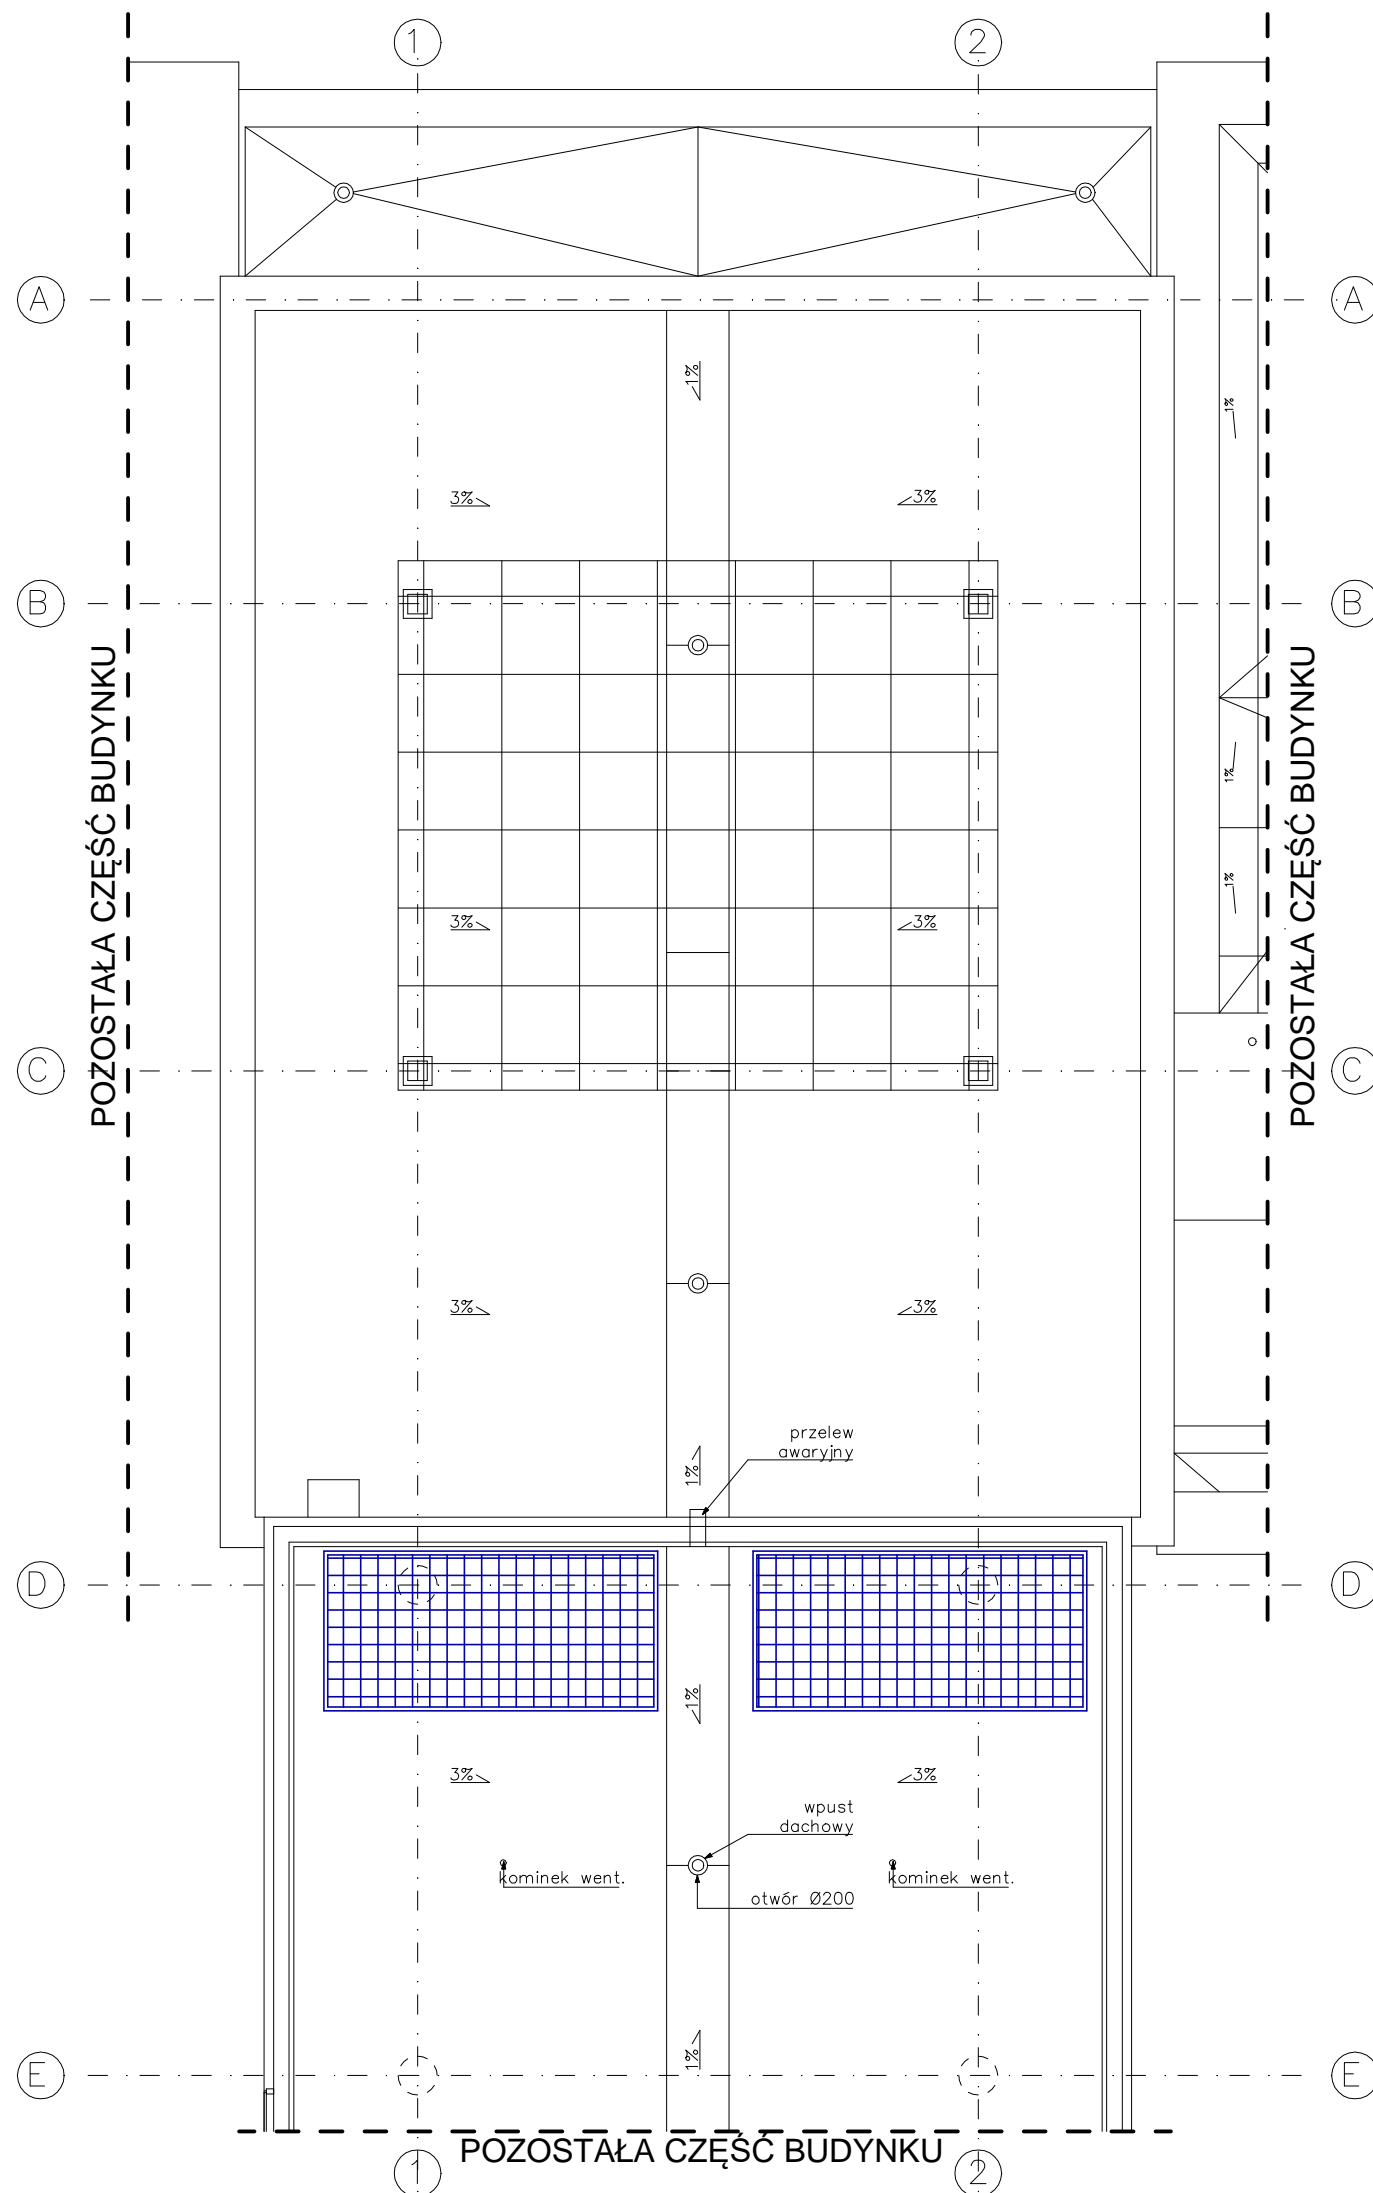 1
2
A
A
1%
1%
3%
3%
B
B
POZOSTAŁA CZĘŚĆ BUDYNKU
POZOSTAŁA CZĘŚĆ BUDYNKU
1%
1%
3%
3%
C
C
3%
3%
przelew
awaryjny
1%
D
D
1%
3%
3%
wpust
dachowy
kominek went.
kominek went.
otwór Ø200
1%
E
E
POZOSTAŁA CZĘŚĆ BUDYNKU
1
2